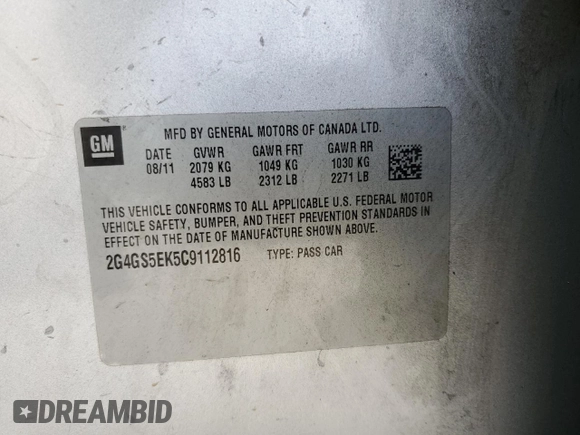 GM
MFD BY GENERAL MOTORS OF CANADA LTD.
DATE GVWR GAWR FRT GAWR RR
08/11 2079 KG 1049 KG 1030 KG
4583 LB 2312 LB 2271 LB
THIS VEHICLE CONFORMS TO ALL APPLICABLE U.S. FEDERAL MOTOR
VEHICLE SAFETY, BUMPER, AND THEFT PREVENTION STANDARDS IN
EFFECT ON THE DATE OF MANUFACTURE SHOWN ABOVE.
2G4GS5EK5C9112816 TYPE: PASS CAR
DREAMBID